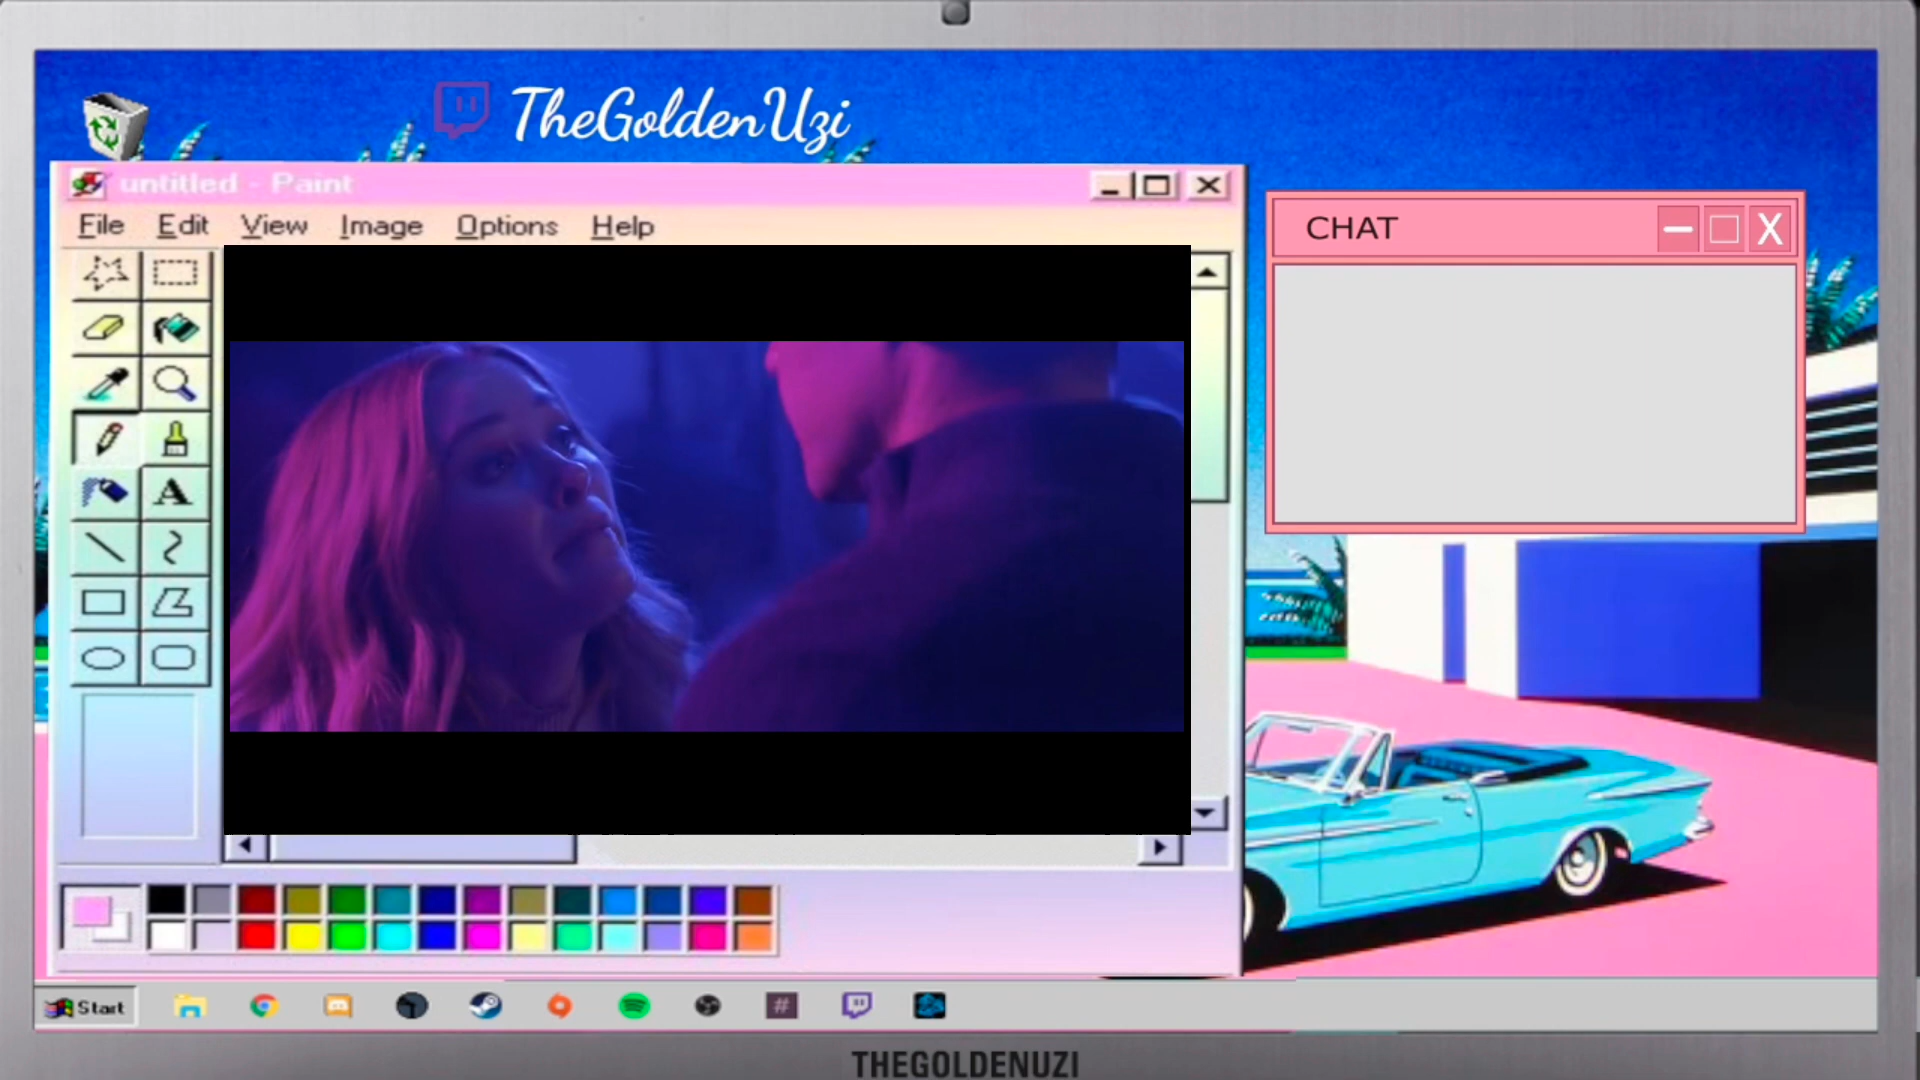 TheGoldenUzi
untitled - Paint
File Edit View Image Options Help
CHAT
A
Start
#
THEGOLDENUZI